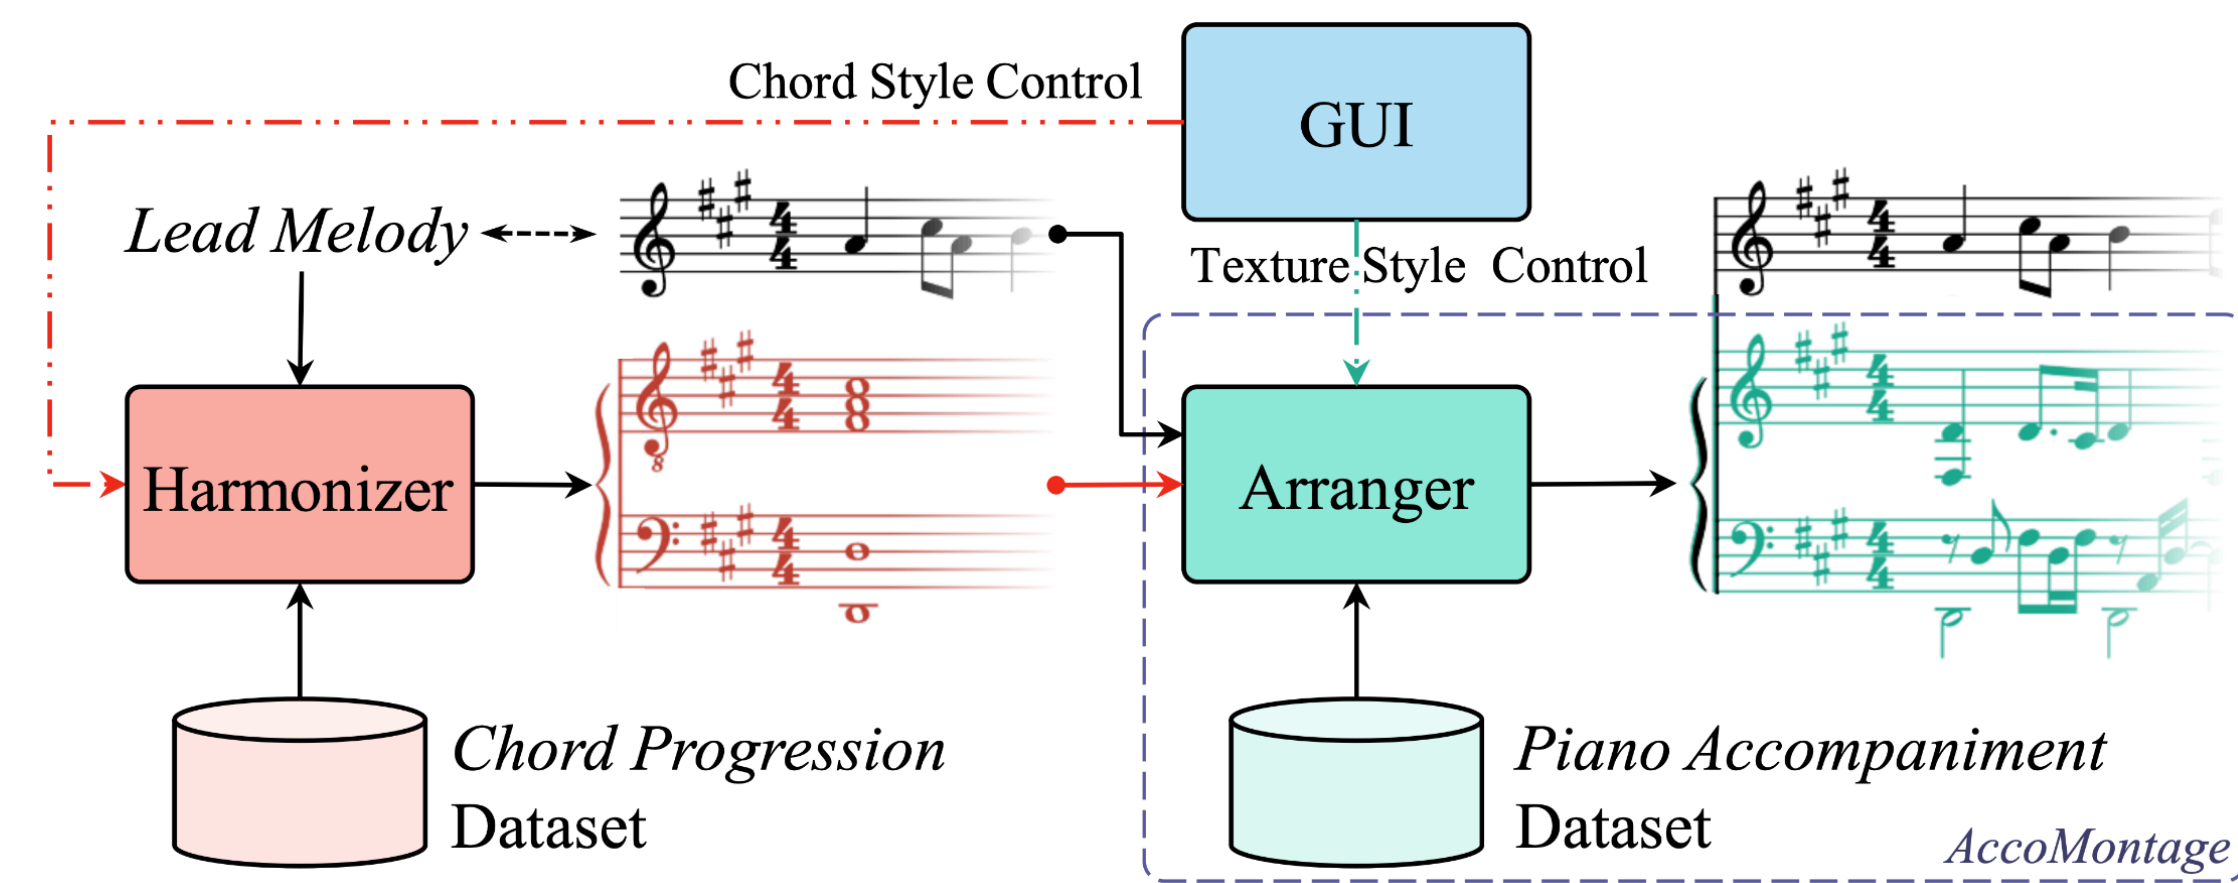 Chord Style Control
GUI
Lead Melody
Texture Style Control
Harmonizer
Arranger
Chord Progression
Dataset
Piano Accompaniment
Dataset
AccoMontage